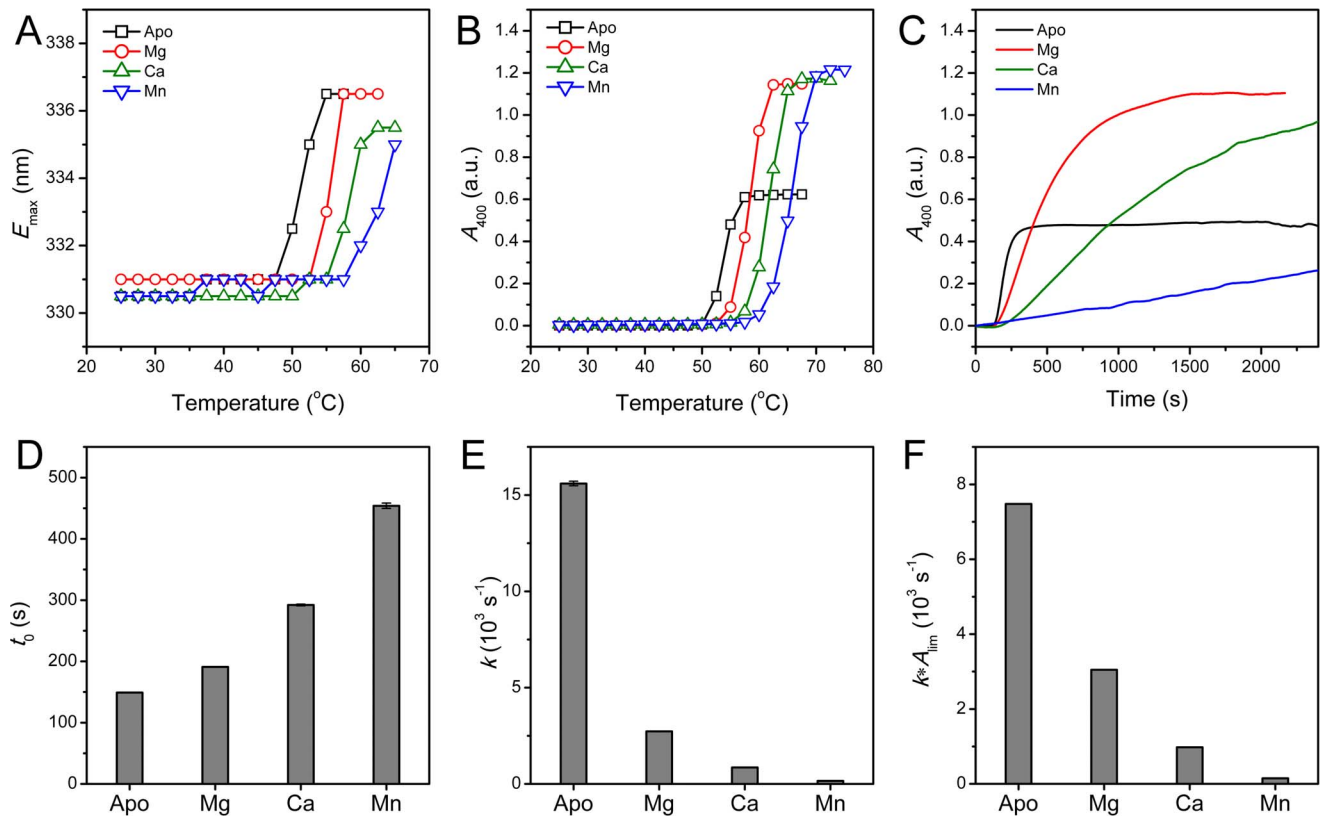 A
Apo
Mg
Ca
Mn
338
336
334
332
330
E max (nm)
20 30 40 50 60 70
Temperature (°C)
B
Apo
Mg
Ca
Mn
1.4
1.2
1.0
0.8
0.6
0.4
0.2
0.0
A 400 (a.u.)
20 30 40 50 60 70 80
Temperature (°C)
C
Apo
Mg
Ca
Mn
1.4
1.2
1.0
0.8
0.6
0.4
0.2
0.0
A 400 (a.u.)
0 500 1000 1500 2000
Time (s)
D
500
400
300
200
100
0
t 0 (s)
Apo Mg Ca Mn
E
15
10
5
0
k (10³ s⁻¹)
Apo Mg Ca Mn
F
8
6
4
2
0
k*A lim (10³ s⁻¹)
Apo Mg Ca Mn